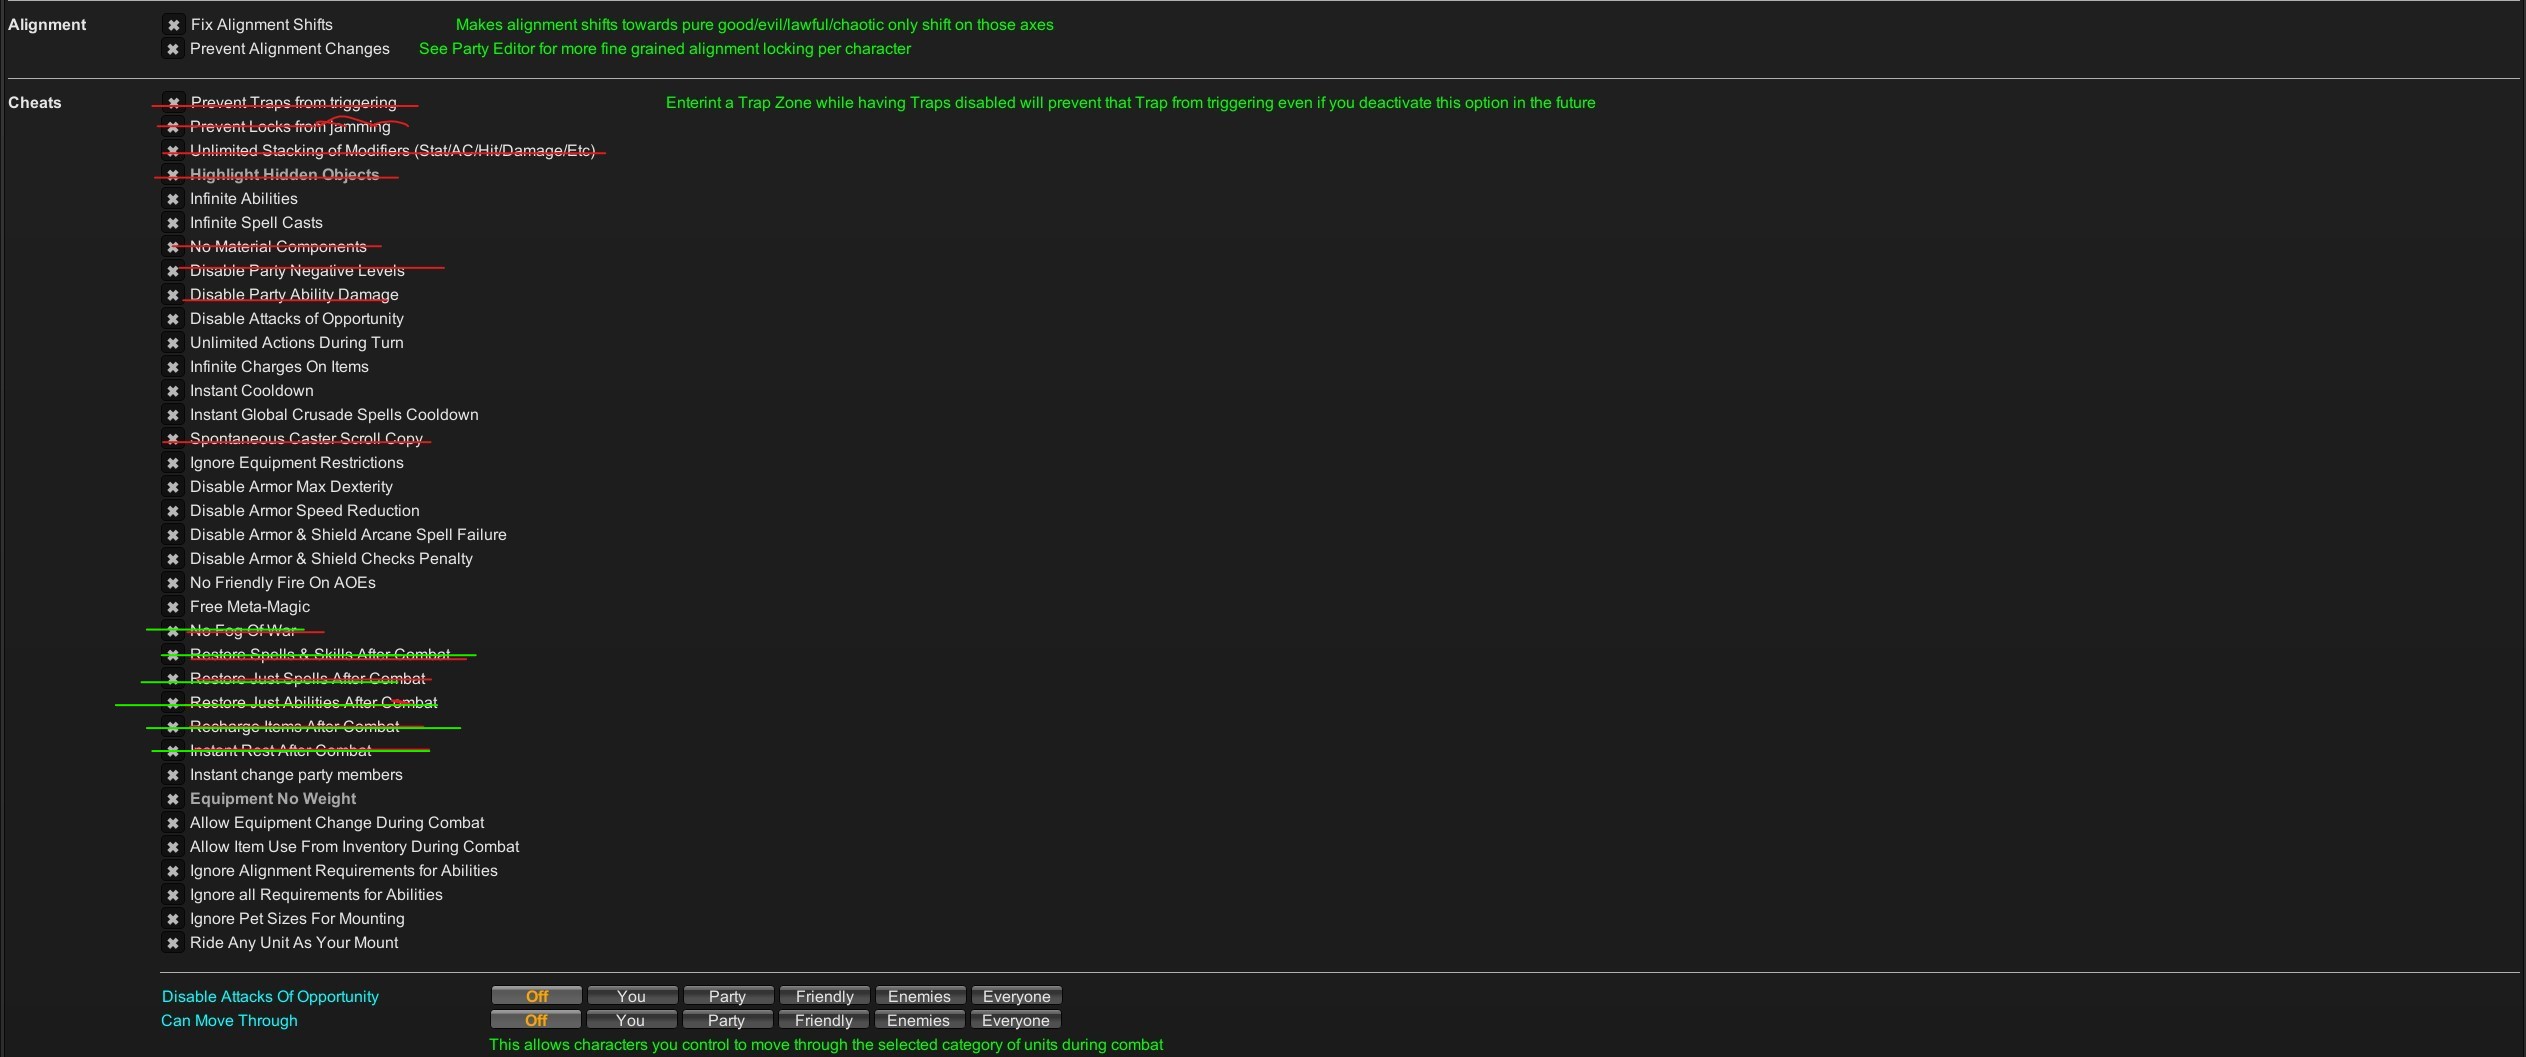 Alignment ✖ Fix Alignment Shifts Makes alignment shifts towards pure good/evil/lawful/chaotic only shift on those axes
✖ Prevent Alignment Changes See Party Editor for more fine grained alignment locking per character
Cheats ✖ Prevent Traps from triggering Enterint a Trap Zone while having Traps disabled will prevent that Trap from triggering even if you deactivate this option in the future
✖ Prevent Locks from jamming
✖ Unlimited Stacking of Modifiers (Stat/AC/Hit/Damage/Etc)
✖ Highlight Hidden Objects
✖ Infinite Abilities
✖ Infinite Spell Casts
✖ No Material Components
✖ Disable Party Negative Levels
✖ Disable Party Ability Damage
✖ Disable Attacks of Opportunity
✖ Unlimited Actions During Turn
✖ Infinite Charges On Items
✖ Instant Cooldown
✖ Instant Global Crusade Spells Cooldown
✖ Spontaneous Caster Scroll Copy
✖ Ignore Equipment Restrictions
✖ Disable Armor Max Dexterity
✖ Disable Armor Speed Reduction
✖ Disable Armor & Shield Arcane Spell Failure
✖ Disable Armor & Shield Checks Penalty
✖ No Friendly Fire On AOEs
✖ Free Meta-Magic
✖ No Fog Of War
✖ Restore Spells & Skills After Combat
✖ Restore Just Spells After Combat
✖ Restore Just Abilities After Combat
✖ Recharge Items After Combat
✖ Instant Rest After Combat
✖ Instant change party members
✖ Equipment No Weight
✖ Allow Equipment Change During Combat
✖ Allow Item Use From Inventory During Combat
✖ Ignore Alignment Requirements for Abilities
✖ Ignore all Requirements for Abilities
✖ Ignore Pet Sizes For Mounting
✖ Ride Any Unit As Your Mount
Disable Attacks Of Opportunity Off You Party Friendly Enemies Everyone
Can Move Through Off You Party Friendly Enemies Everyone
This allows characters you control to move through the selected category of units during combat